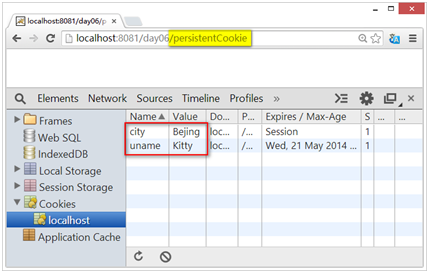 localhost:8081/day06/p
localhost:8081/day06/persistentCookie
Elements Network Sources Timeline Profiles »
Name Value Do... P... Expires / Max-Age S ... ...
city Bejing loc... /... Session 1
uname Kitty loc... /... Wed, 21 May 2014 ... 1
Frames
Web SQL
IndexedDB
Local Storage
Session Storage
Cookies
localhost
Application Cache